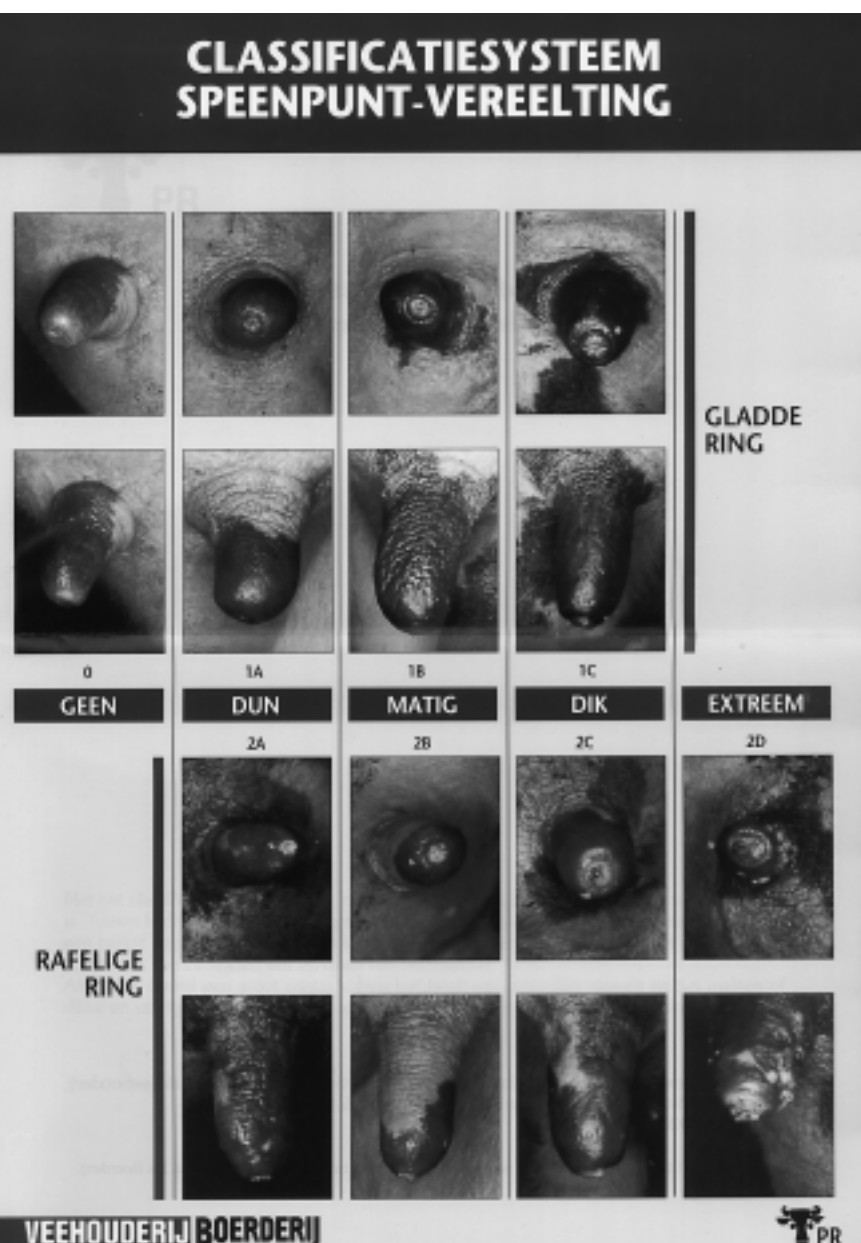 CLASSIFICATIESYSTEEM
SPEENPUNT-VEREELTING
GLADDE
RING
0
1A
1B
1C
GEEN
DUN
MATIG
DIK
EXTREEM
2A
2B
2C
2D
RAFELIGE
RING
VEEHOUDERIJ BOERDERIJ
PR